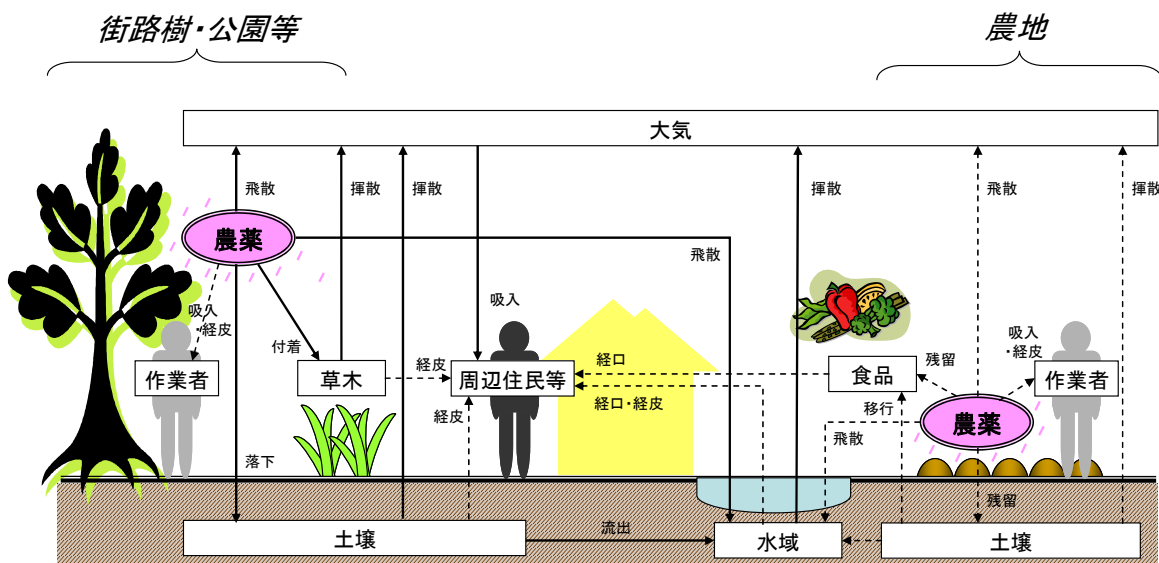 街路樹・公園等
農地
大気
飛散
揮散
揮散
揮散
飛散
揮散
農薬
飛散
吸入
・経皮
付着
吸入
経口
残留
吸入
・経皮
作業者
草木
経皮
周辺住民等
食品
作業者
経皮
経口・経皮
移行
農薬
飛散
落下
残留
土壌
流出
水域
土壌